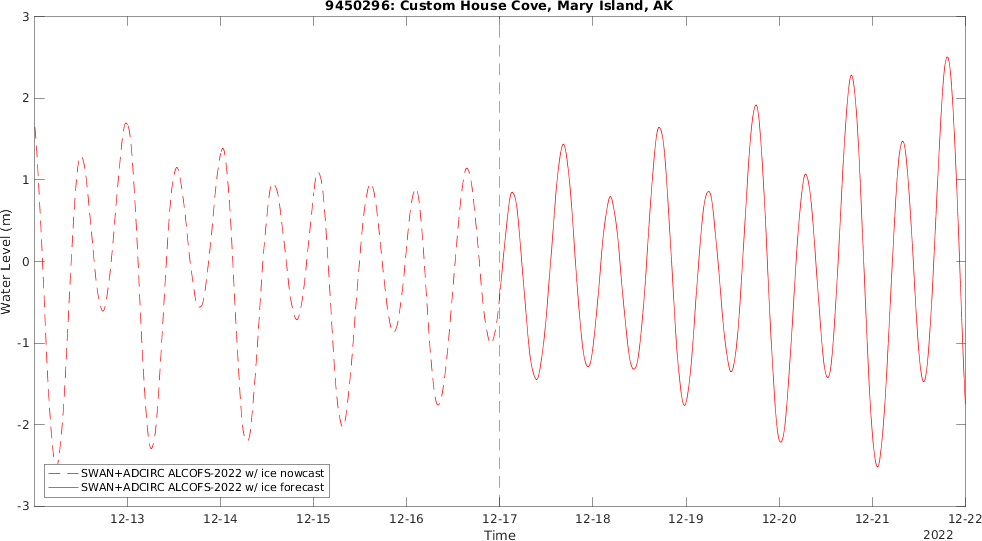 9450296: Custom House Cove, Mary Island, AK
3
2
1
0
-1
-2
-3
Water Level (m)
SWAN+ADCIRC ALCOFS-2022 w/ ice nowcast
SWAN+ADCIRC ALCOFS-2022 w/ ice forecast
12-13 12-14 12-15 12-16 12-17 12-18 12-19 12-20 12-21 12-22
Time
2022